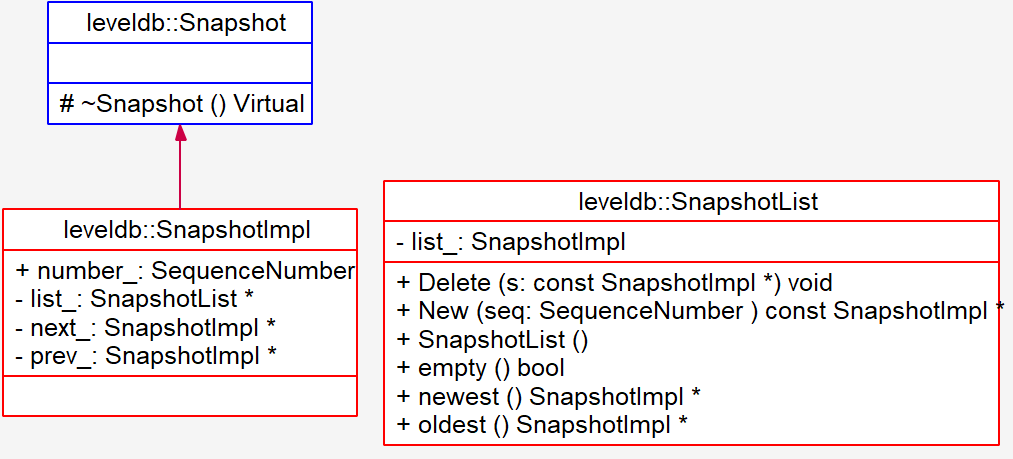 leveldb::Snapshot
# ~Snapshot () Virtual
leveldb::SnapshotImpl
+ number_: SequenceNumber
- list_: SnapshotList *
- next_: SnapshotImpl *
- prev_: SnapshotImpl *
leveldb::SnapshotList
- list_: SnapshotImpl
+ Delete (s: const SnapshotImpl *) void
+ New (seq: SequenceNumber ) const SnapshotImpl *
+ SnapshotList ()
+ empty () bool
+ newest () SnapshotImpl *
+ oldest () SnapshotImpl *